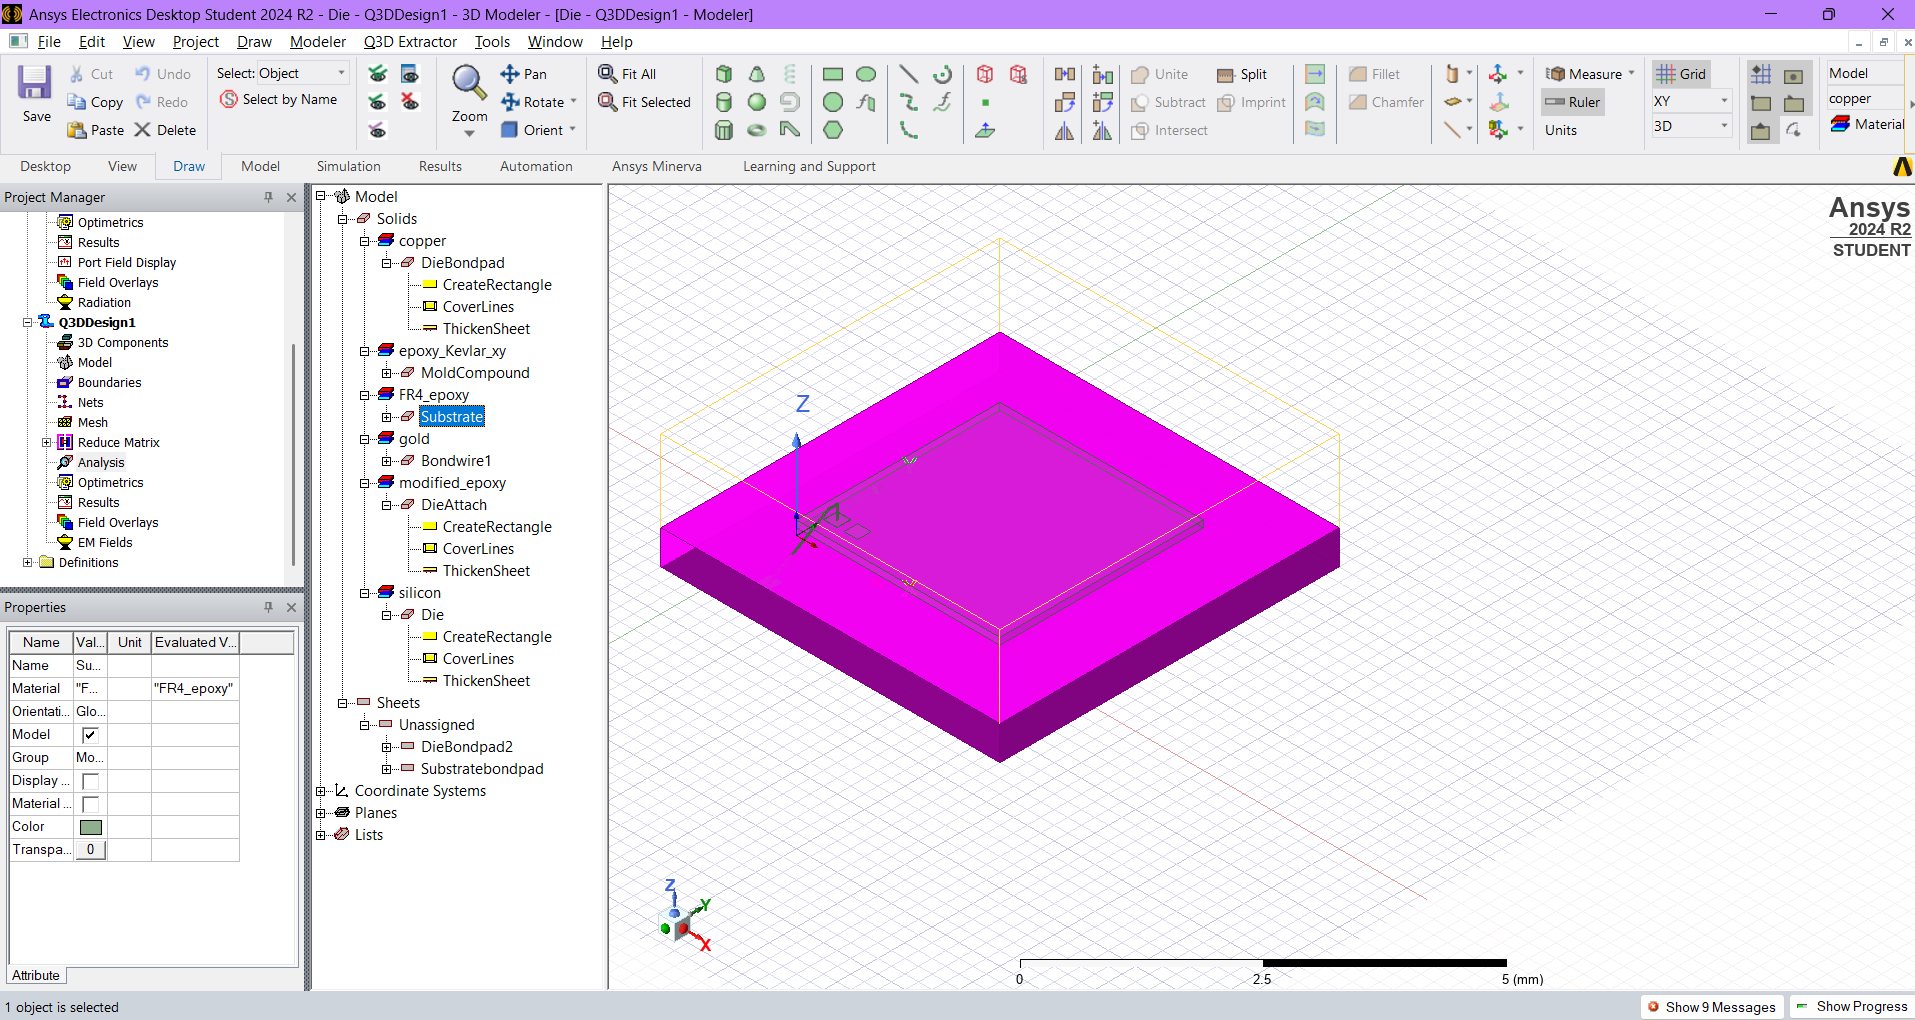 Ansys Electronics Desktop Student 2024 R2 - Die - Q3DDesign1 - 3D Modeler - [Die - Q3DDesign1 - Modeler]
File Edit View Project Draw Modeler Q3D Extractor Tools Window Help
Save
Cut
Copy
Paste
Undo
Redo
Delete
Select: Object
Select by Name
Zoom
Pan
Rotate
Orient
Fit All
Fit Selected
Unite
Subtract
Intersect
Split
Imprint
Fillet
Chamfer
Measure
Ruler
Units
Grid
XY
3D
Model
copper
Material
Desktop View Draw Model Simulation Results Automation Ansys Minerva Learning and Support
Project Manager
Optimetrics
Results
Port Field Display
Field Overlays
Radiation
Q3DDesign1
3D Components
Model
Boundaries
Nets
Mesh
Reduce Matrix
Analysis
Optimetrics
Results
Field Overlays
EM Fields
Definitions
Properties
Name Val... Unit Evaluated V...
Name Su...
Material "F... "FR4_epoxy"
Orientati... Glo...
Model
Group Mo...
Display ...
Material ...
Color
Transpa... 0
Attribute
Model
Solids
copper
DieBondpad
CreateRectangle
CoverLines
ThickenSheet
epoxy_Kevlar_xy
MoldCompound
FR4_epoxy
Substrate
gold
Bondwire1
modified_epoxy
DieAttach
CreateRectangle
CoverLines
ThickenSheet
silicon
Die
CreateRectangle
CoverLines
ThickenSheet
Sheets
Unassigned
DieBondpad2
Substratebondpad
Coordinate Systems
Planes
Lists
Ansys
2024 R2
STUDENT
Z
Z
Y
X
0 2.5 5 (mm)
1 object is selected
Show 9 Messages
Show Progress